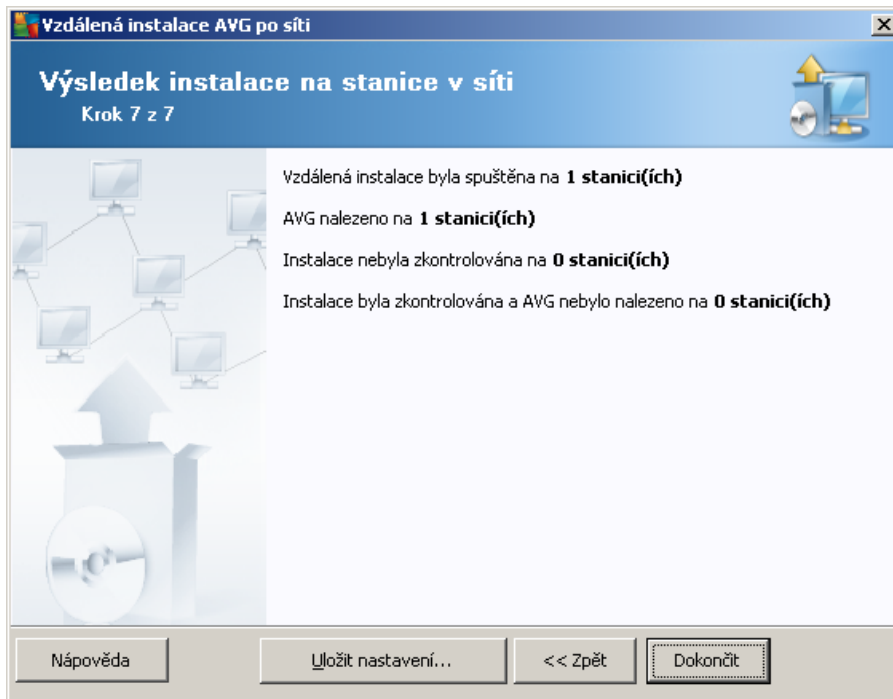 Vzdálená instalace AVG po síti
Výsledek instalace na stanice v síti
Krok 7 z 7
Vzdálená instalace byla spuštěna na 1 stanici(ích)
AVG nalezeno na 1 stanici(ích)
Instalace nebyla zkontrolována na 0 stanici(ích)
Instalace byla zkontrolována a AVG nebylo nalezeno na 0 stanici(ích)
Nápověda
Uložit nastavení...
<< Zpět
Dokončit